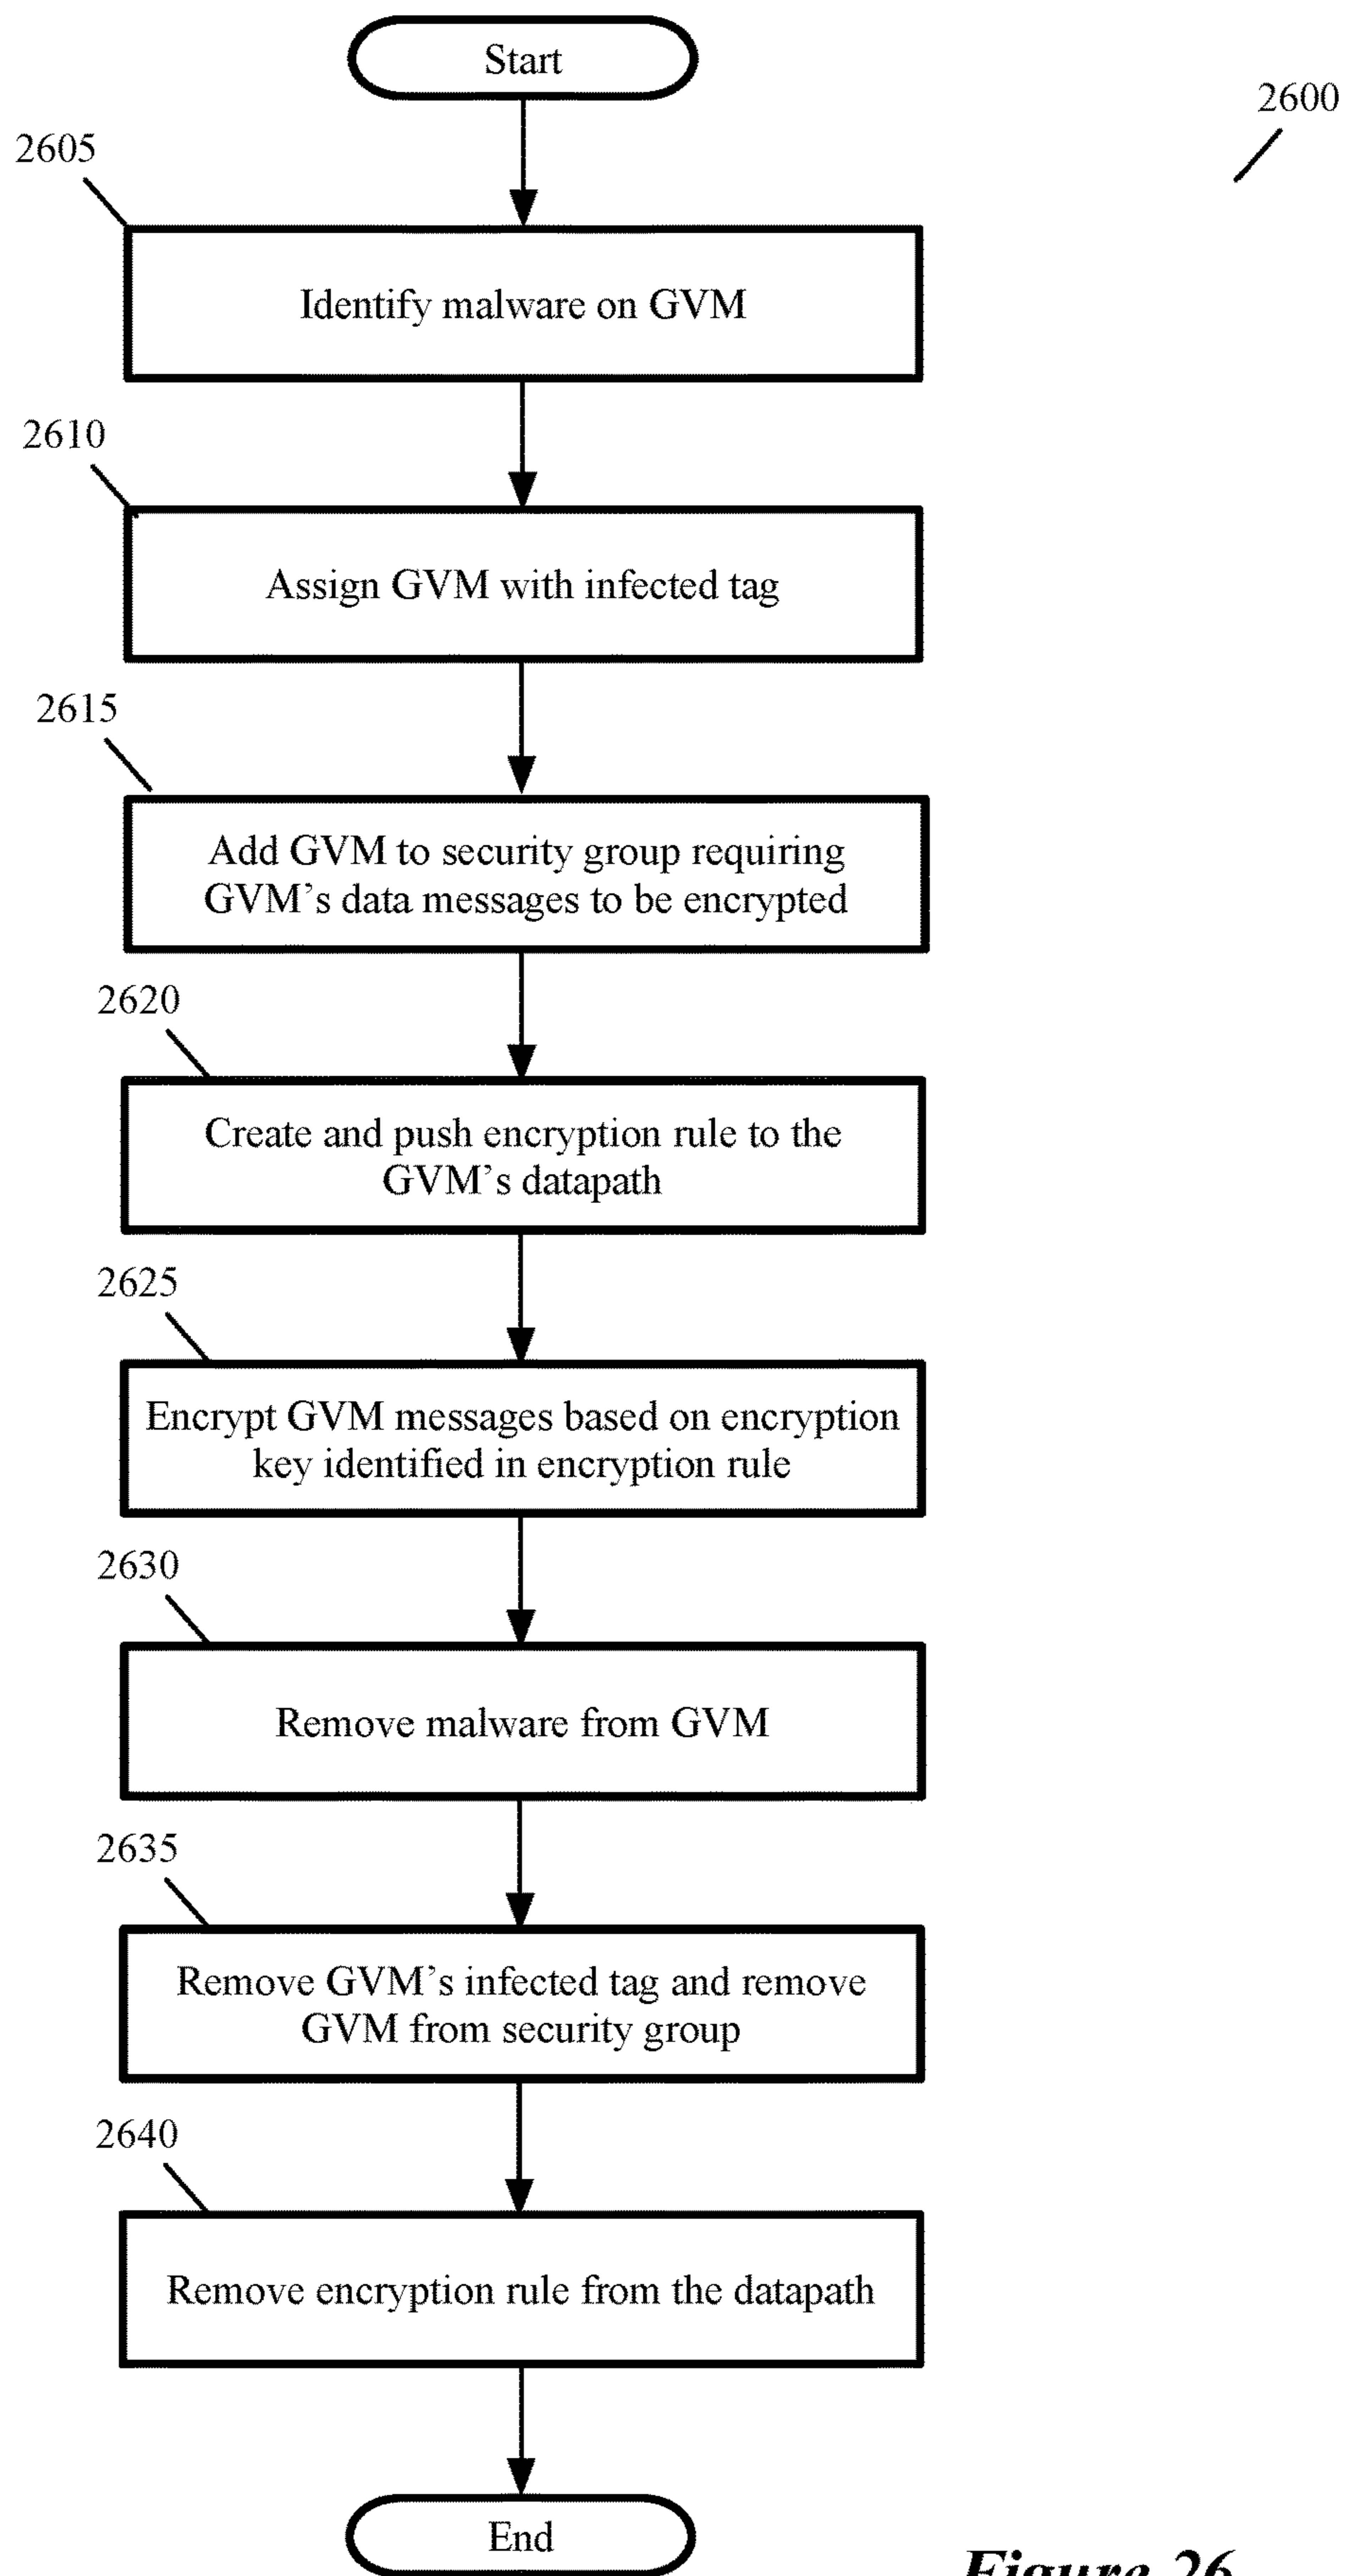 Start
2600
2605
Identify malware on GVM
2610
Assign GVM with infected tag
2615
Add GVM to security group requiring
GVM's data messages to be encrypted
2620
Create and push encryption rule to the
GVM's datapath
2625
Encrypt GVM messages based on encryption
key identified in encryption rule
2630
Remove malware from GVM
2635
Remove GVM's infected tag and remove
GVM from security group
2640
Remove encryption rule from the datapath
End
Figure 26